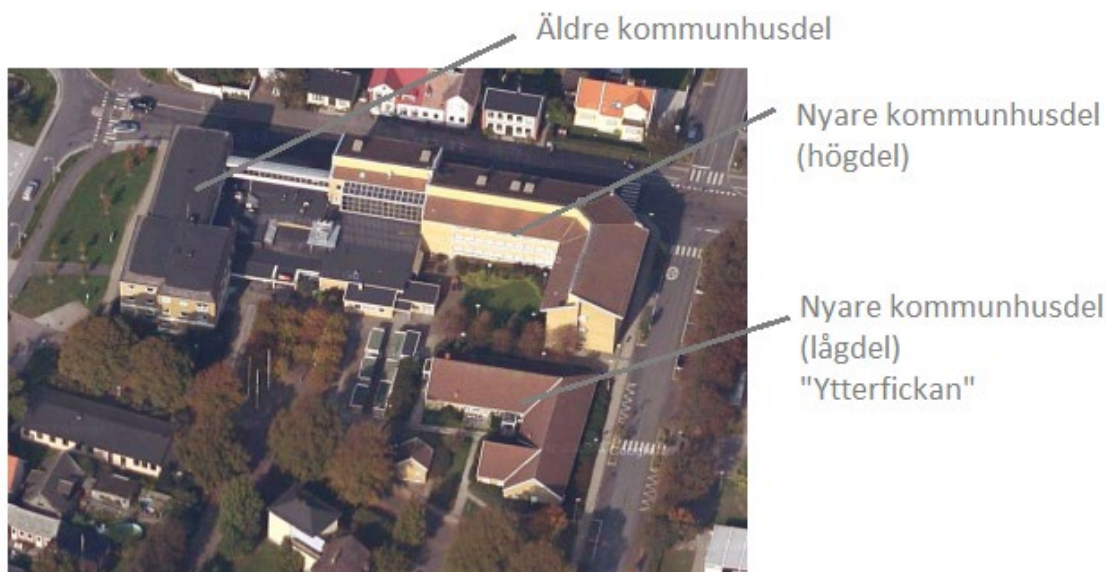 Äldre kommunhusdel
Nyare kommunhusdel
(högdel)
Nyare kommunhusdel
(lågdel)
"Ytterfickan"